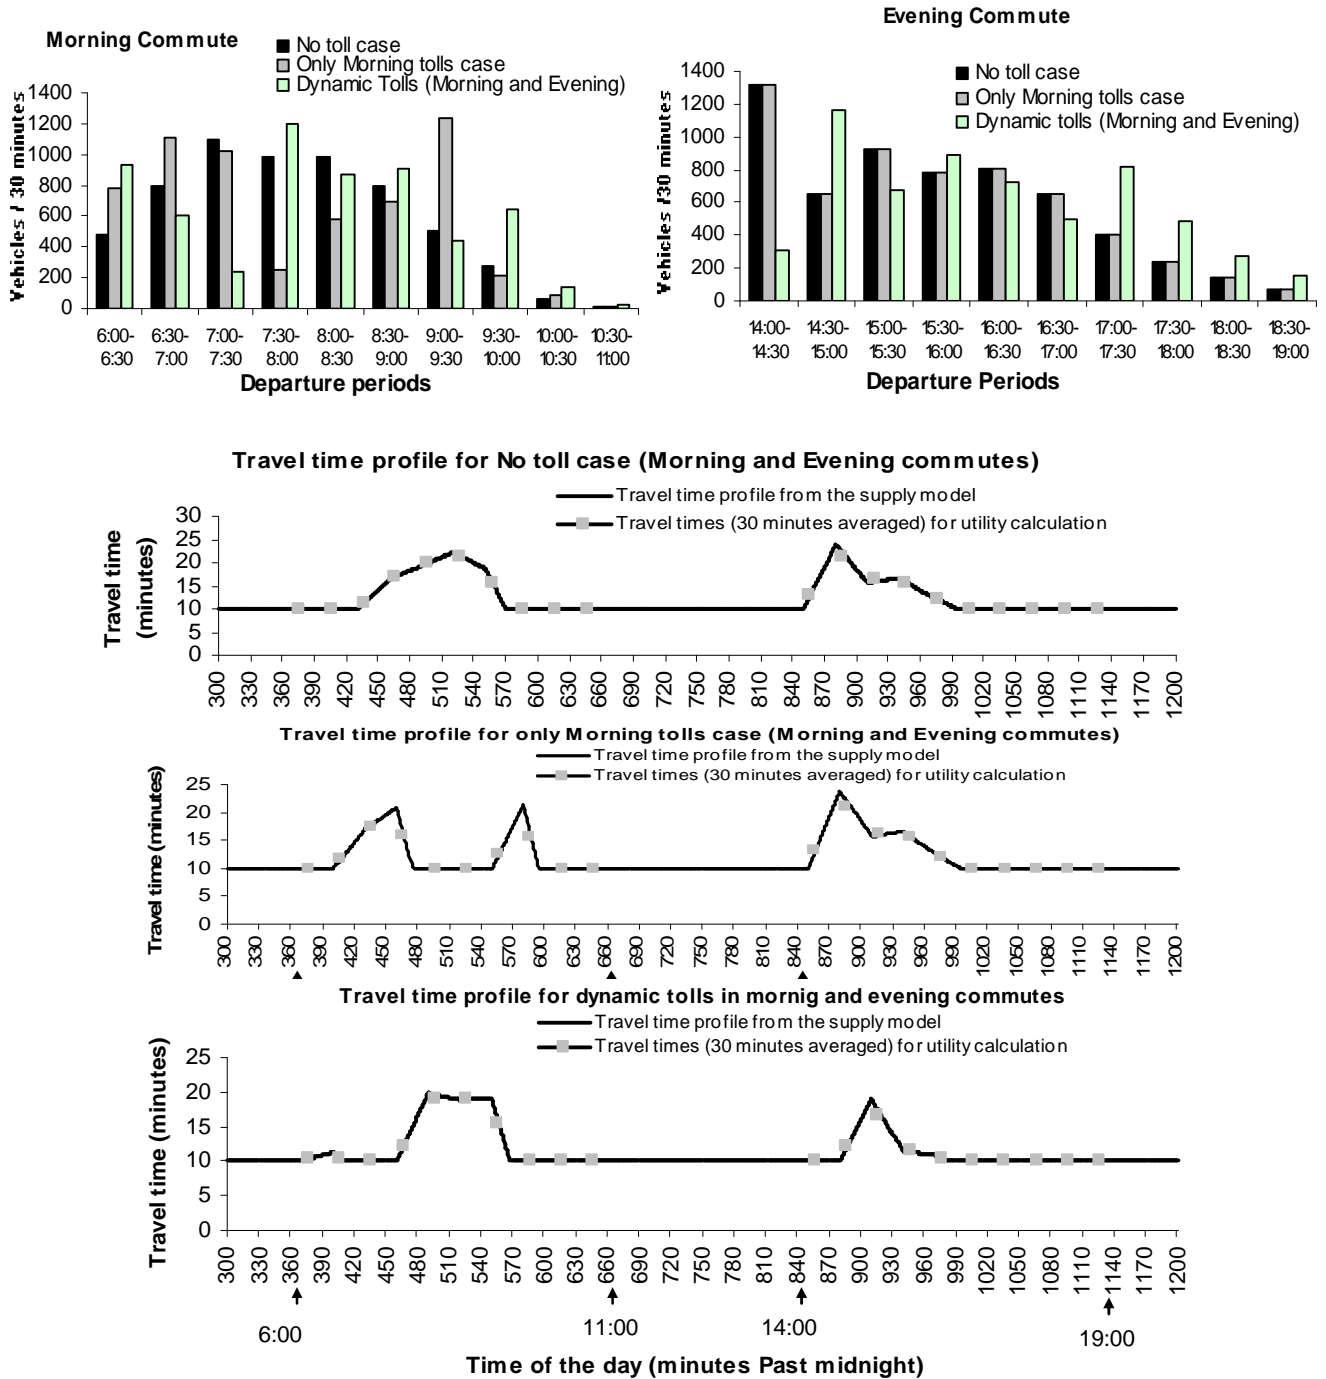 Morning Commute
No toll case
Only Morning tolls case
Dynamic Tolls (Morning and Evening)
Vehicles / 30 minutes
1400
1200
1000
800
600
400
200
0
6:00- 6:30- 7:00- 7:30- 8:00- 8:30- 9:00- 9:30- 10:00- 10:30-
6:30 7:00 7:30 8:00 8:30 9:00 9:30 10:00 10:30 11:00
Departure periods
Evening Commute
No toll case
Only Morning tolls case
Dynamic tolls (Morning and Evening)
Vehicles /30 minutes
1400
1200
1000
800
600
400
200
0
14:00- 14:30- 15:00- 15:30- 16:00- 16:30- 17:00- 17:30- 18:00- 18:30-
14:30 15:00 15:30 16:00 16:30 17:00 17:30 18:00 18:30 19:00
Departure Periods
Travel time profile for No toll case (Morning and Evening commutes)
Travel time profile from the supply model
Travel times (30 minutes averaged) for utility calculation
Travel time
(minutes)
30
25
20
15
10
5
0
300 330 360 390 420 450 480 510 540 570 600 630 660 690 720 750 780 810 840 870 900 930 960 990 1020 1050 1080 1110 1140 1170 1200
Travel time profile for only Morning tolls case (Morning and Evening commutes)
Travel time profile from the supply model
Travel times (30 minutes averaged) for utility calculation
Travel time (minutes)
25
20
15
10
5
0
300 330 360 390 420 450 480 510 540 570 600 630 660 690 720 750 780 810 840 870 900 930 960 990 1020 1050 1080 1110 1140 1170 1200
Travel time profile for dynamic tolls in mornig and evening commutes
Travel time profile from the supply model
Travel times (30 minutes averaged) for utility calculation
Travel time (minutes)
25
20
15
10
5
0
300 330 360 390 420 450 480 510 540 570 600 630 660 690 720 750 780 810 840 870 900 930 960 990 1020 1050 1080 1110 1140 1170 1200
6:00 11:00 14:00 19:00
Time of the day (minutes Past midnight)